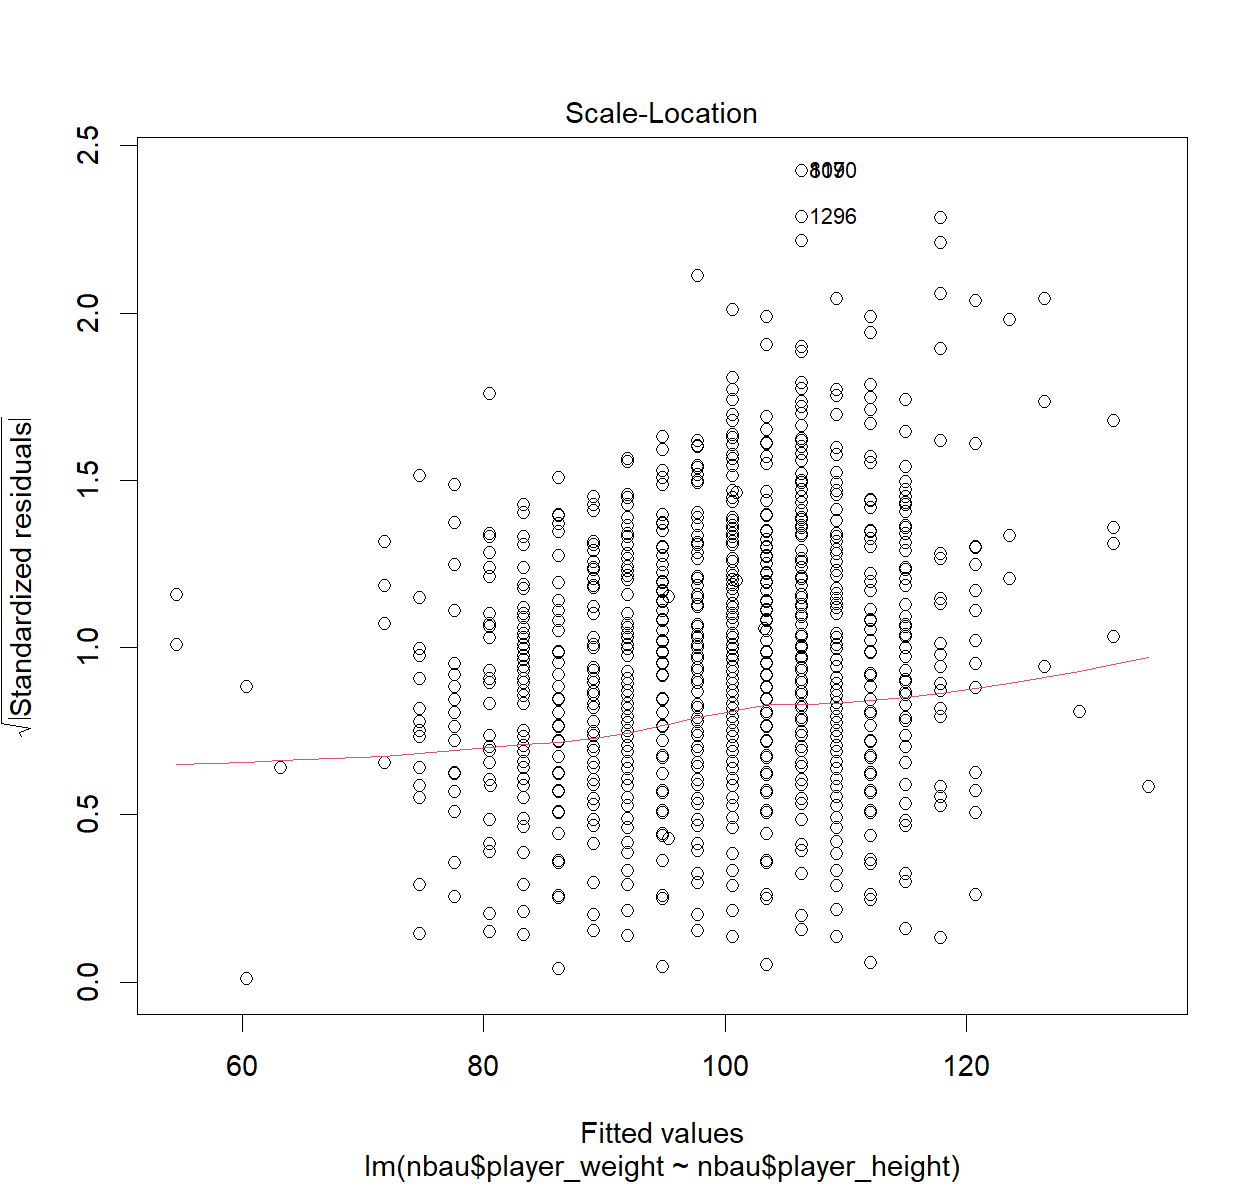 Scale-Location
2.5
2.0
1.5
1.0
0.5
0.0
√|Standardized residuals|
1296
60 80 100 120
Fitted values
lm(nbau$player_weight ~ nbau$player_height)